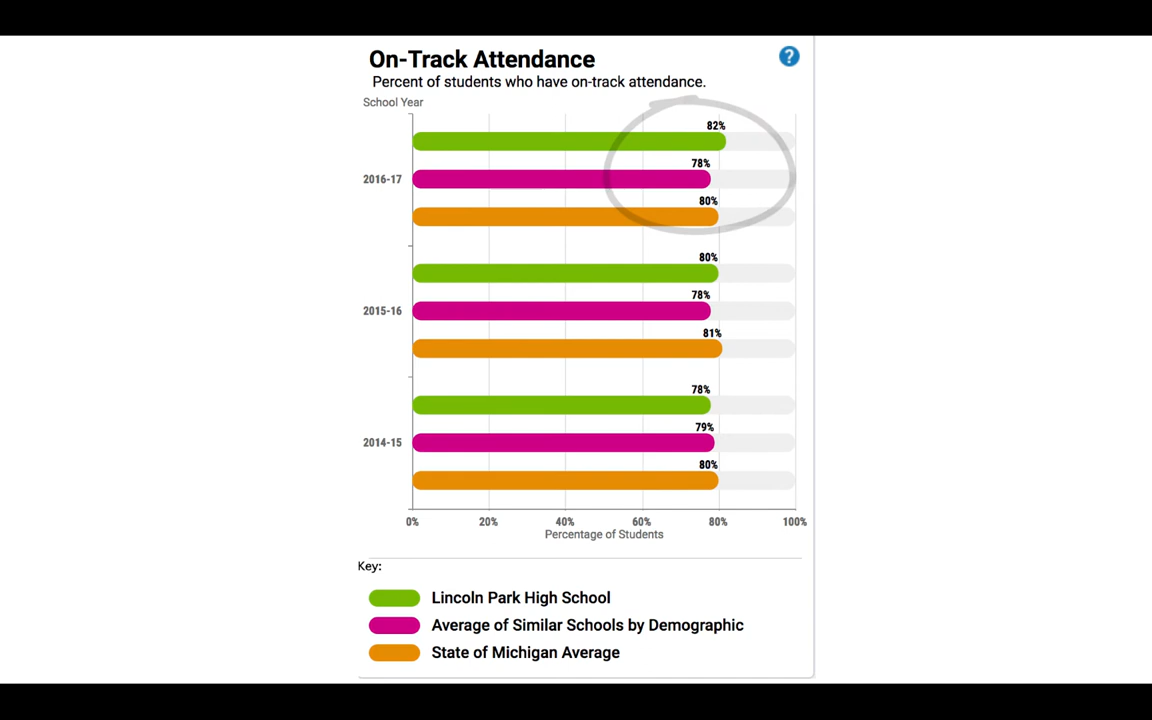 On-Track Attendance
?
Percent of students who have on-track attendance.
School Year
82%
78%
2016-17
80%
80%
78%
2015-16
81%
78%
79%
2014-15
80%
0% 20% 40% 60% 80% 100%
Percentage of Students
Key:
Lincoln Park High School
Average of Similar Schools by Demographic
State of Michigan Average